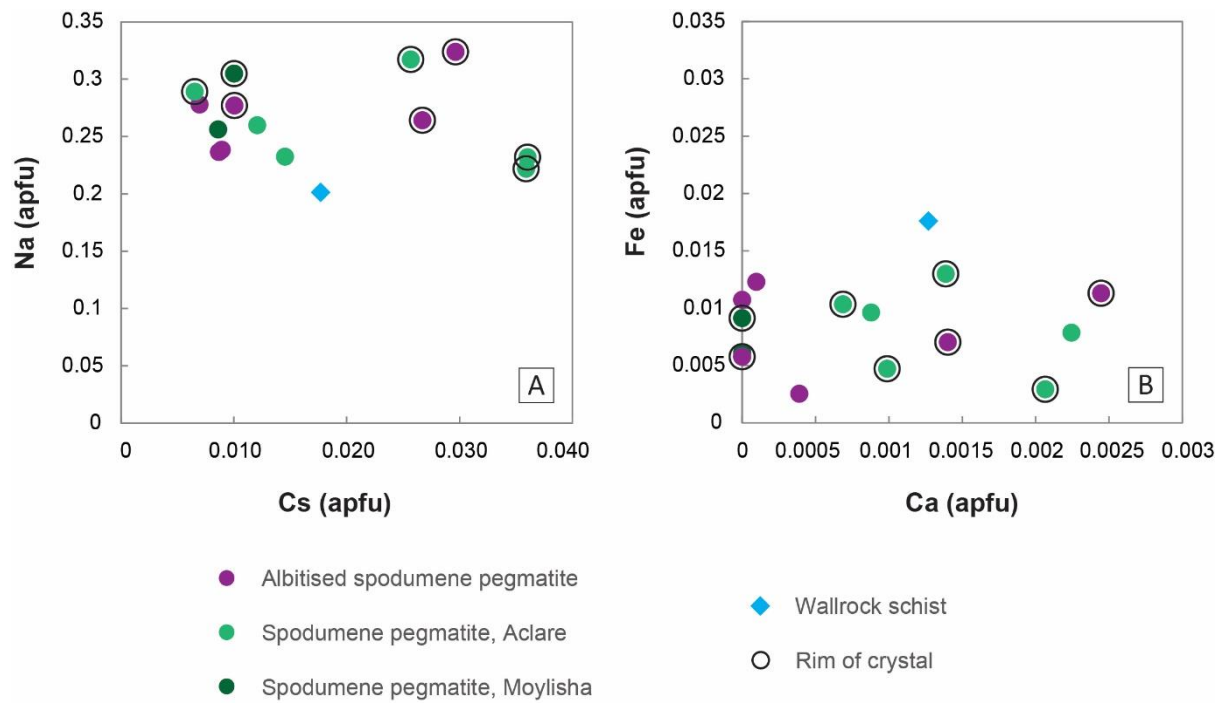 0.35
0.3
0.25
0.2
0.15
0.1
0.05
0
Na (apfu)
A
0 0.010 0.020 0.030 0.040
Cs (apfu)
0.035
0.03
0.025
0.02
0.015
0.01
0.005
0
Fe (apfu)
B
0 0.0005 0.001 0.0015 0.002 0.0025 0.003
Ca (apfu)
Albitised spodumene pegmatite
Spodumene pegmatite, Aclare
Spodumene pegmatite, Moylisha
Wallrock schist
Rim of crystal